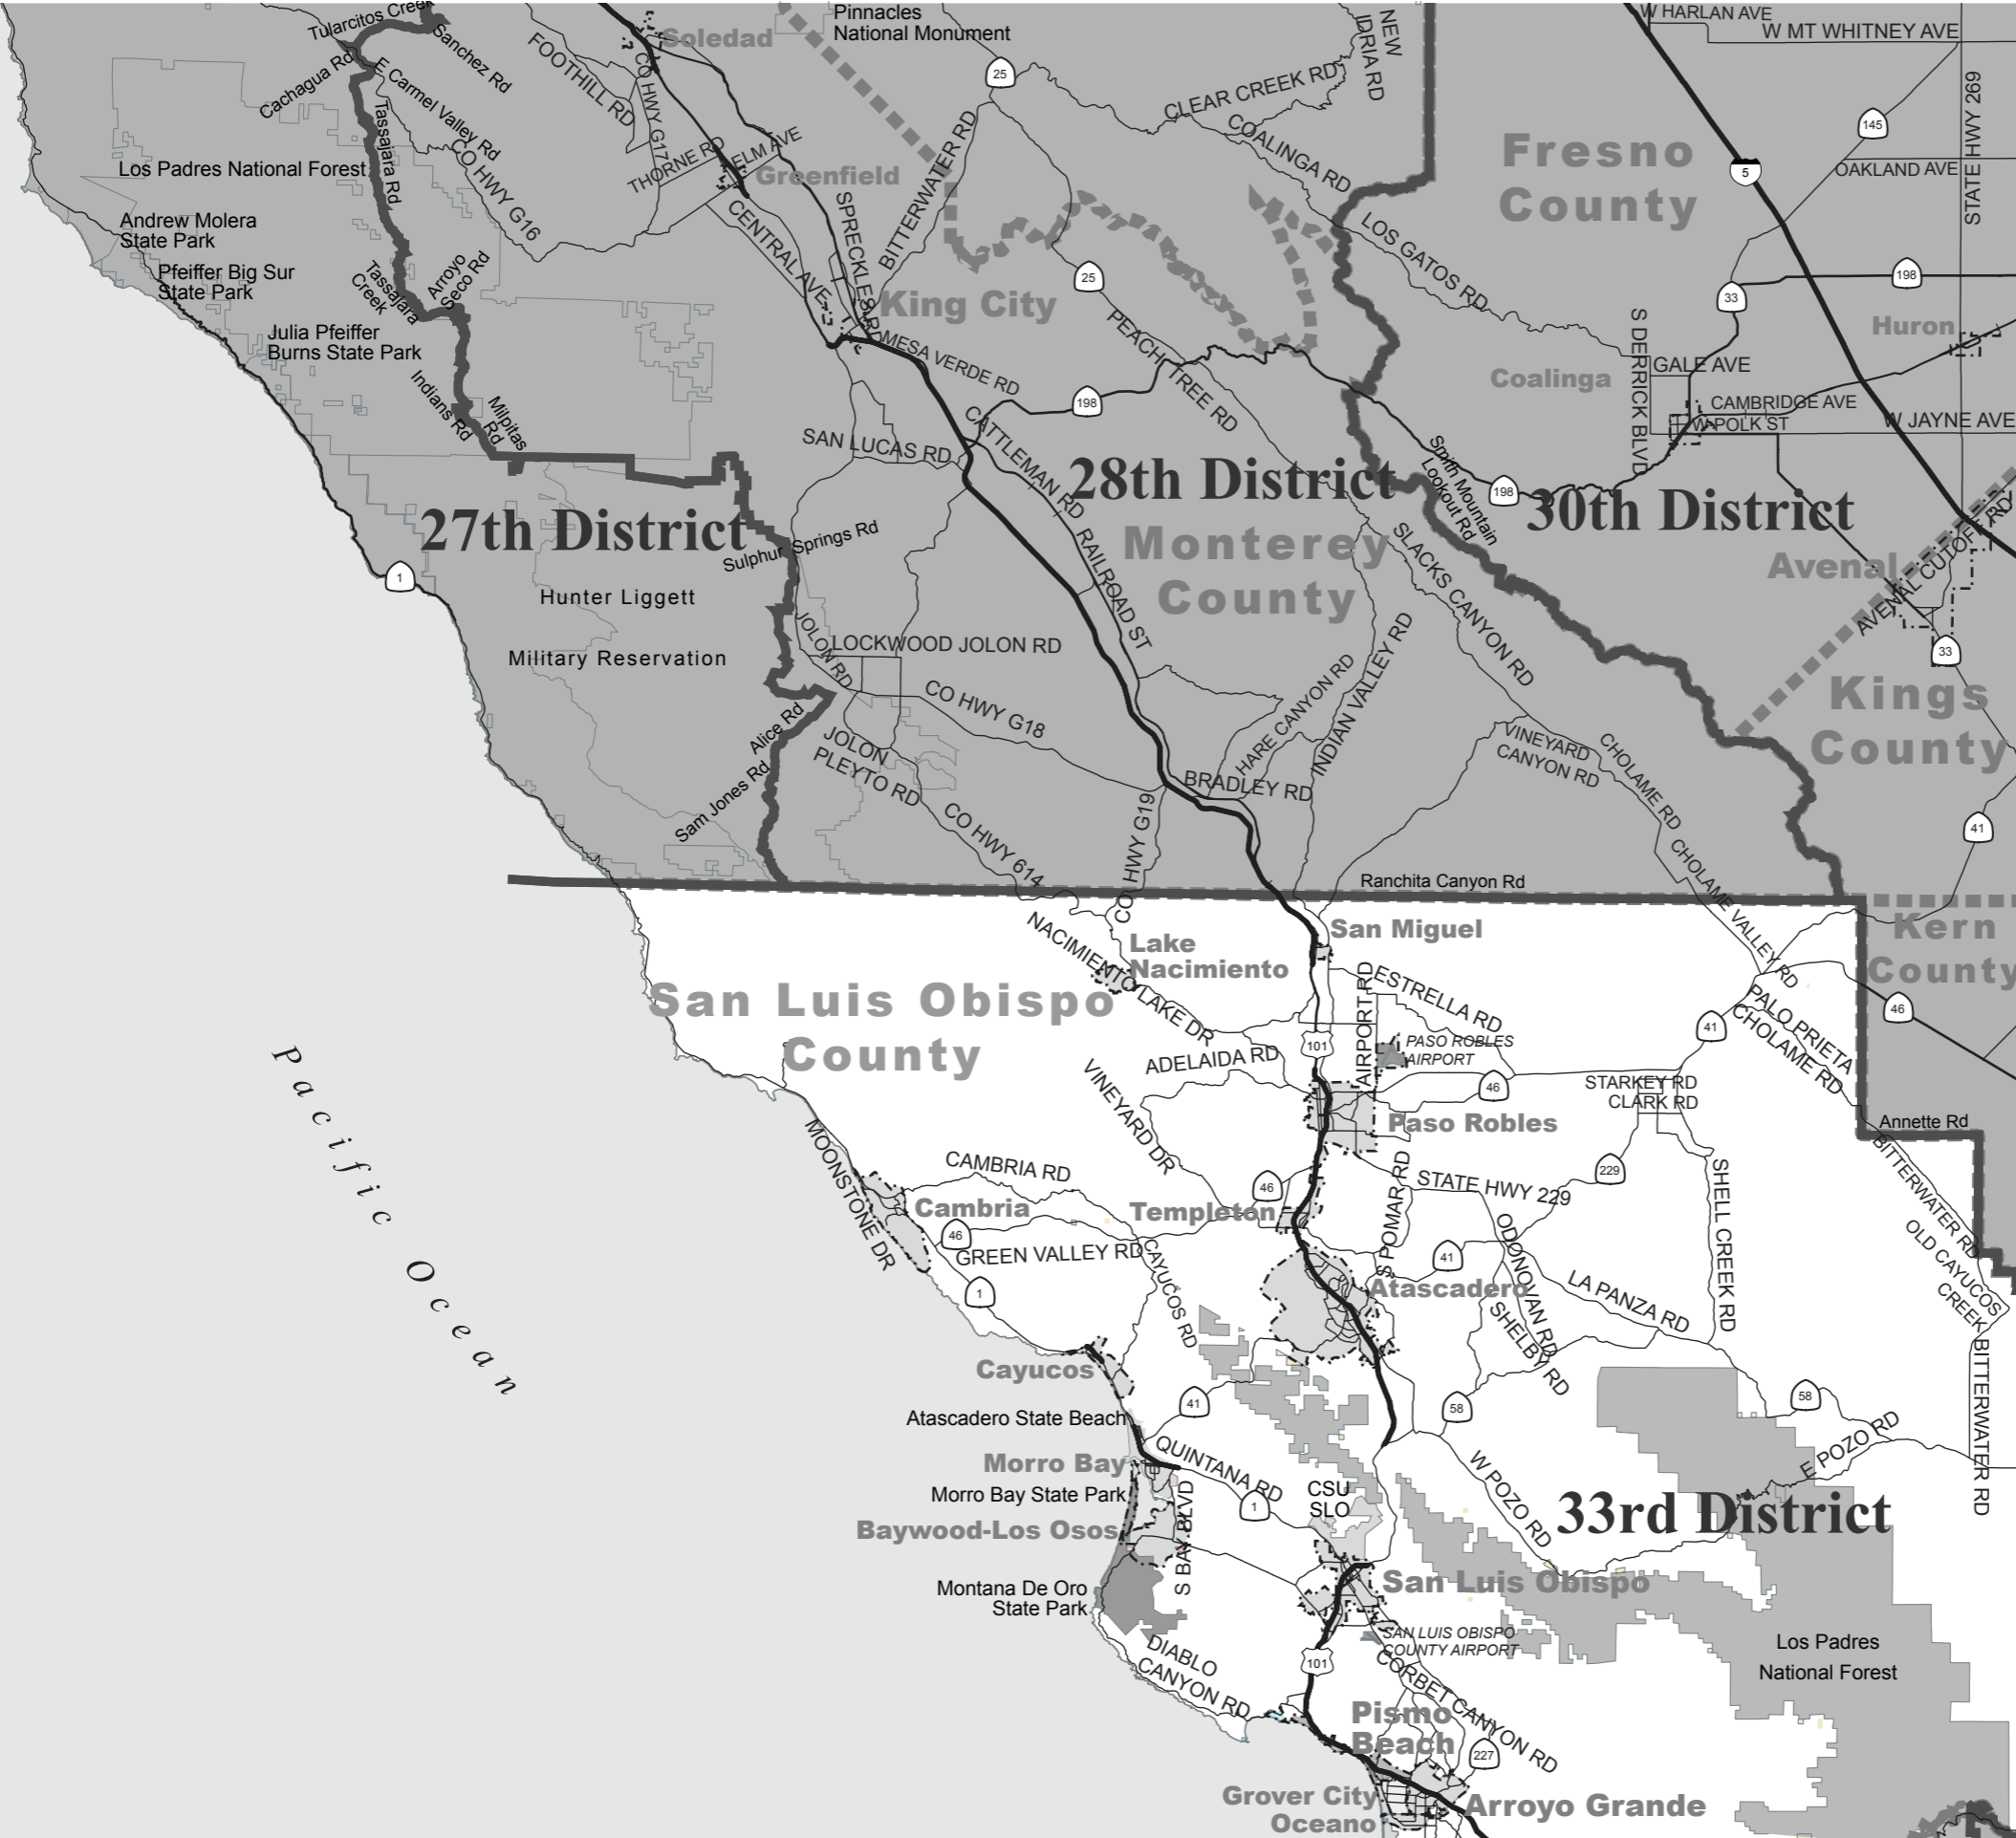 Tularcitos Creek
Sanchez Rd
Cachagua Rd
E Carmel Valley Rd
Tassajara Rd
FOOTHILL RD
CO HWY G17
Soledad
Pinnacles
National Monument
25
NEW
IDRIA RD
CLEAR CREEK RD
COALINGA RD
W HARLAN AVE
W MT WHITNEY AVE
STATE HWY 269
145
5
OAKLAND AVE
Fresno
County
Los Padres National Forest
CO HWY G16
THORNE RD
ELM AVE
Greenfield
BITTERWATER RD
SPRECKLES RD
CENTRAL AVE
Andrew Molera
State Park
Pfeiffer Big Sur
State Park
Tassajara
Creek
Arroyo
Seco Rd
Julia Pfeiffer
Burns State Park
Indians Rd
Milpitas
Rd
King City
25
LOS GATOS RD
33
198
Huron
S DERRICK BLVD
GALE AVE
Coalinga
CAMBRIDGE AVE
W POLK ST
W JAYNE AVE
MESA VERDE RD
PEACH TREE RD
198
SAN LUCAS RD
CATTLEMAN RD
28th District
Monterey
County
Smith Mountain
Lookout Rd
198
30th District
27th District
Sulphur Springs Rd
RAILROAD ST
SLACKS CANYON RD
Avenal
AVENAL CUTOFF RD
33
1
Hunter Liggett
Military Reservation
JOLON RD
LOCKWOOD JOLON RD
INDIAN VALLEY RD
HARE CANYON RD
Kings
County
CO HWY G18
Alice Rd
Sam Jones Rd
JOLON
PLEYTO RD
BRADLEY RD
VINEYARD
CANYON RD
CHOLAME RD
41
CO HWY 614
CO HWY G19
Ranchita Canyon Rd
CHOLAME VALLEY RD
Kern
County
46
NACIMIENTO LAKE DR
Lake
Nacimiento
San Miguel
San Luis Obispo
County
AIRPORT RD
ESTRELLA RD
41
PALO PRIETA
CHOLAME RD
101
PASO ROBLES
AIRPORT
ADELAIDA RD
46
STARKEY RD
CLARK RD
Pacific Ocean
VINEYARD DR
Paso Robles
Annette Rd
BITTERWATER RD
MOONSTONE DR
CAMBRIA RD
Cambria
46
46
Templeton
S POMAR RD
STATE HWY 229
229
SHELL CREEK RD
GREEN VALLEY RD
CAYUCOS RD
1
41
Atascadero
ODONOVAN RD
SHELBY RD
LA PANZA RD
OLD CAYUCOS
CREEK
BITTERWATER RD
Cayucos
Atascadero State Beach
41
58
58
Morro Bay
QUINTANA RD
W POZO RD
E POZO RD
Morro Bay State Park
1
CSU
SLO
33rd District
Baywood-Los Osos
S BAY BLVD
San Luis Obispo
Montana De Oro
State Park
SAN LUIS OBISPO
COUNTY AIRPORT
Los Padres
National Forest
DIABLO
CANYON RD
101
CORBET CANYON RD
Pismo
Beach
227
Grover City
Oceano
Arroyo Grande